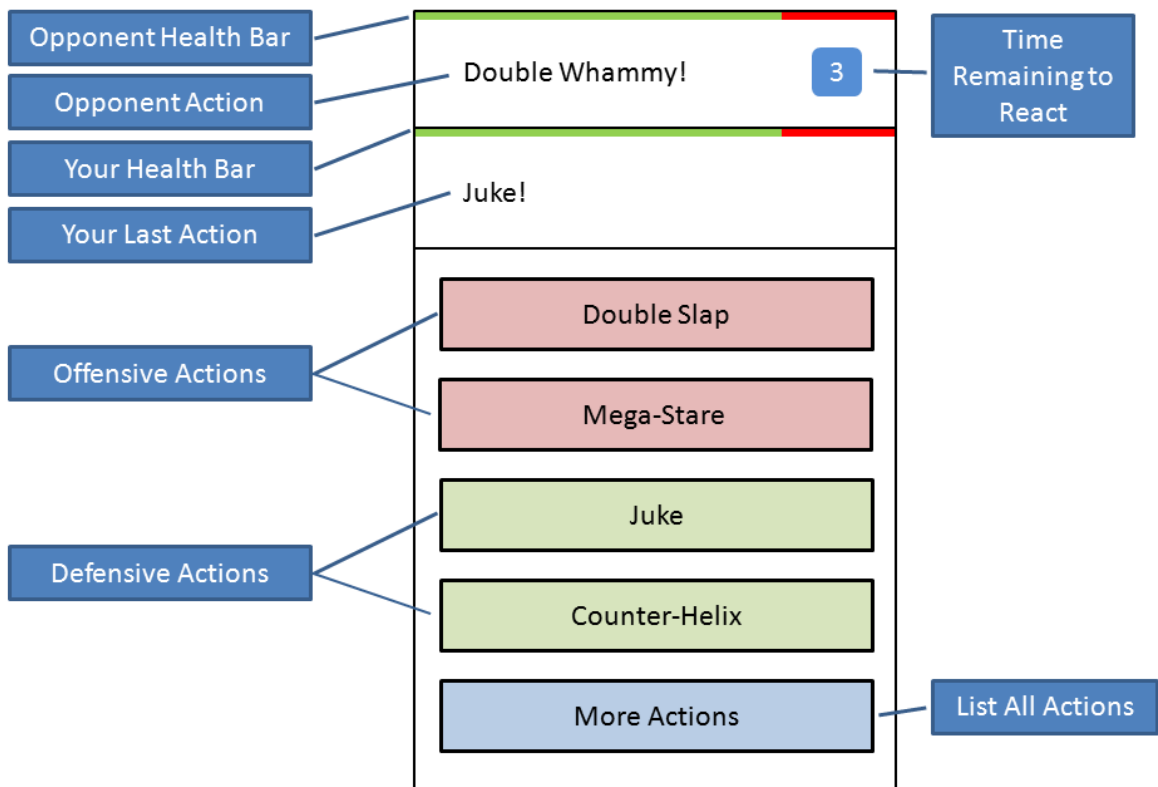 Opponent Health Bar
Opponent Action
Your Health Bar
Your Last Action
Offensive Actions
Defensive Actions
Double Whammy!
3
Juke!
Double Slap
Mega-Stare
Juke
Counter-Helix
More Actions
Time
Remaining to
React
List All Actions